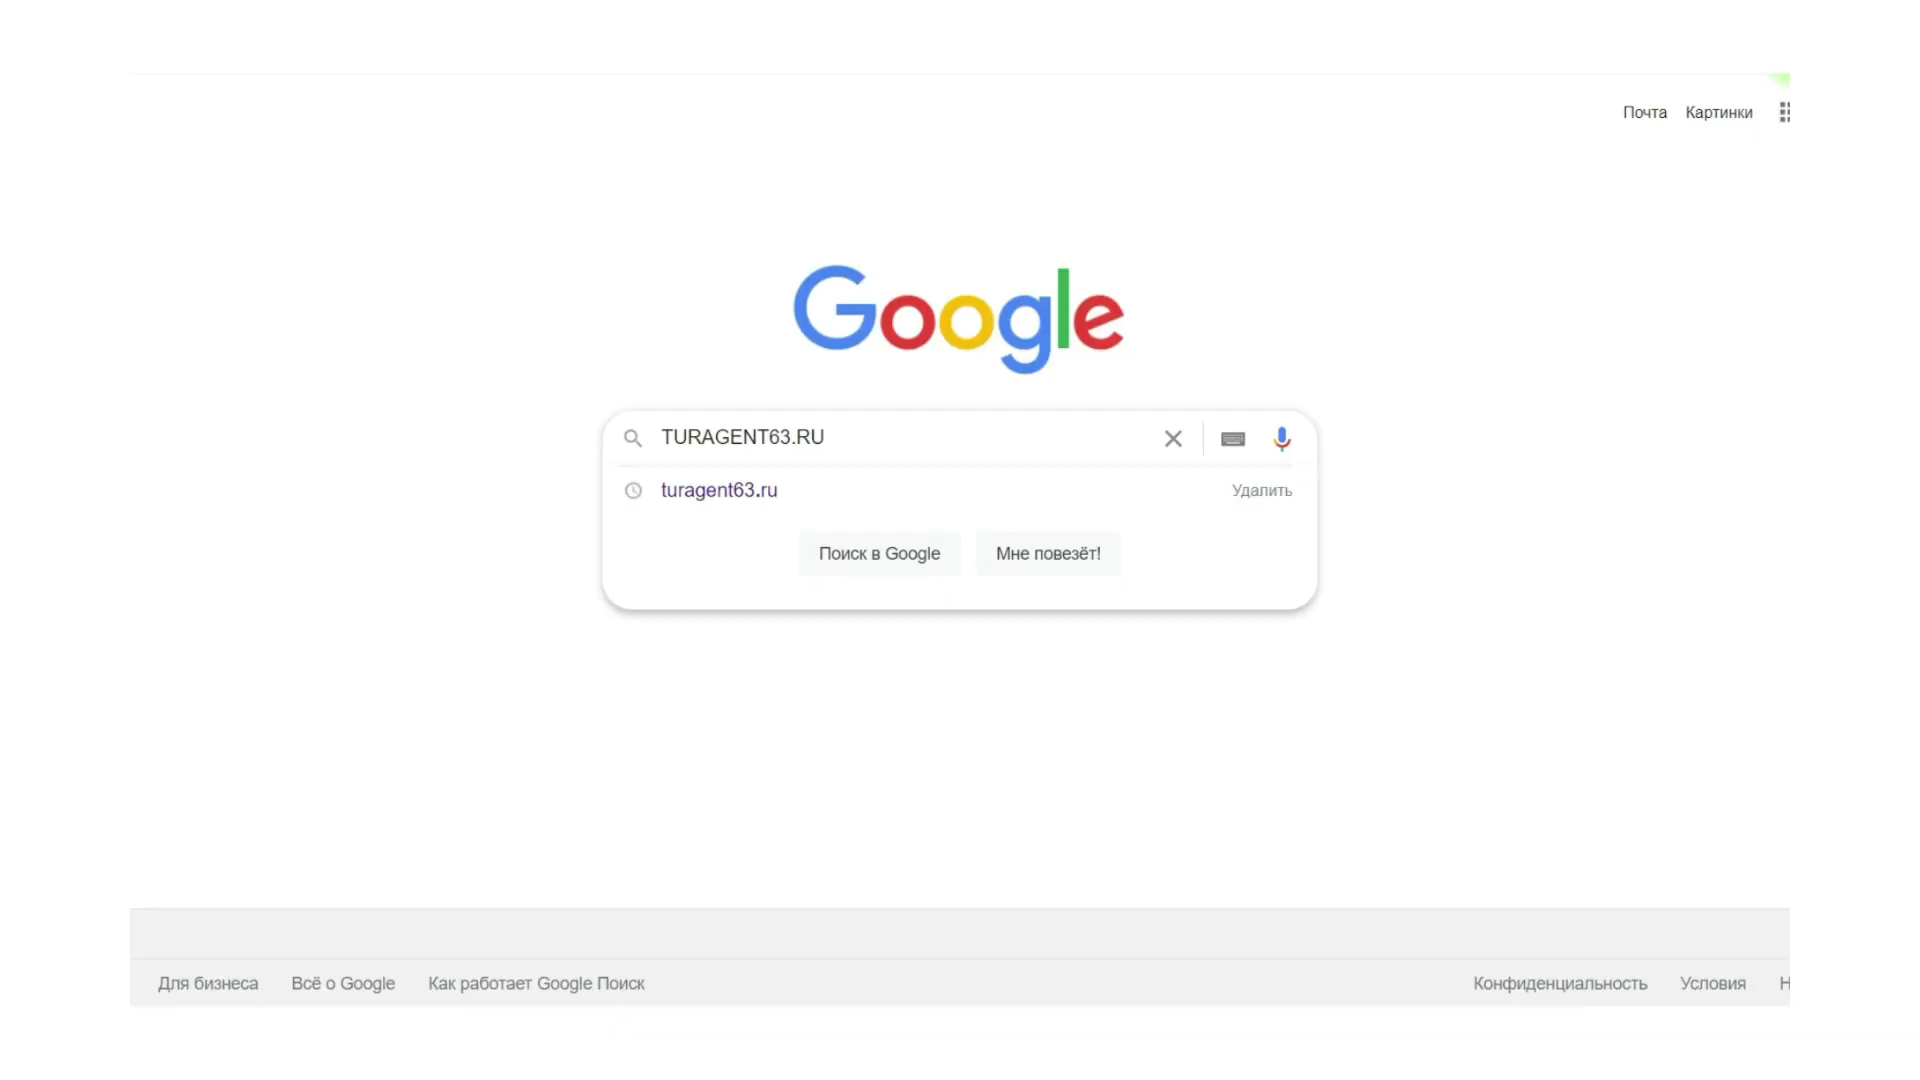 Почта Картинки
Google
TURAGENT63.RU
turagent63.ru Удалить
Поиск в Google Мне повезёт!
Для бизнеса Всё о Google Как работает Google Поиск Конфиденциальность Условия